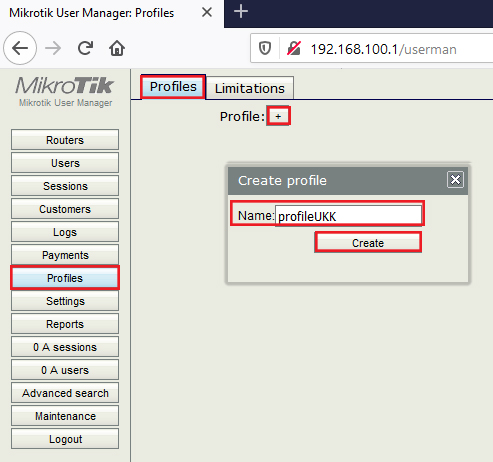 Mikrotik User Manager: Profiles
192.168.100.1/userman
MikroTik
Mikrotik User Manager
Routers
Users
Sessions
Customers
Logs
Payments
Profiles
Settings
Reports
0 A sessions
0 A users
Advanced search
Maintenance
Logout
Profiles Limitations
Profile: +
Create profile
Name: profileUKK
Create